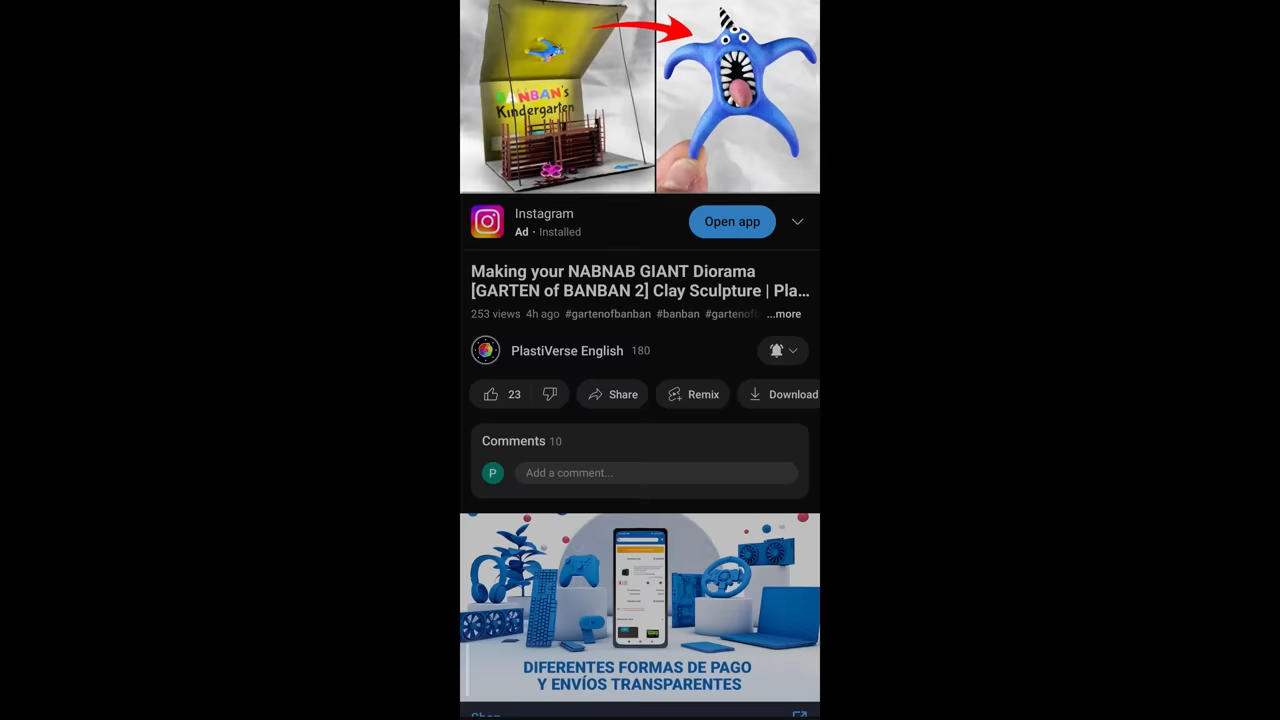 BANBAN's
Kindergarten
Instagram
Open app
Ad · Installed
Making your NABNAB GIANT Diorama
[GARTEN of BANBAN 2] Clay Sculpture | Pla...
253 views 4h ago #gartenofbanban #banban #gartenofb ...more
PlastiVerse English 180
23
Share
Remix
Download
Comments 10
P
Add a comment...
DIFERENTES FORMAS DE PAGO
Y ENVÍOS TRANSPARENTES